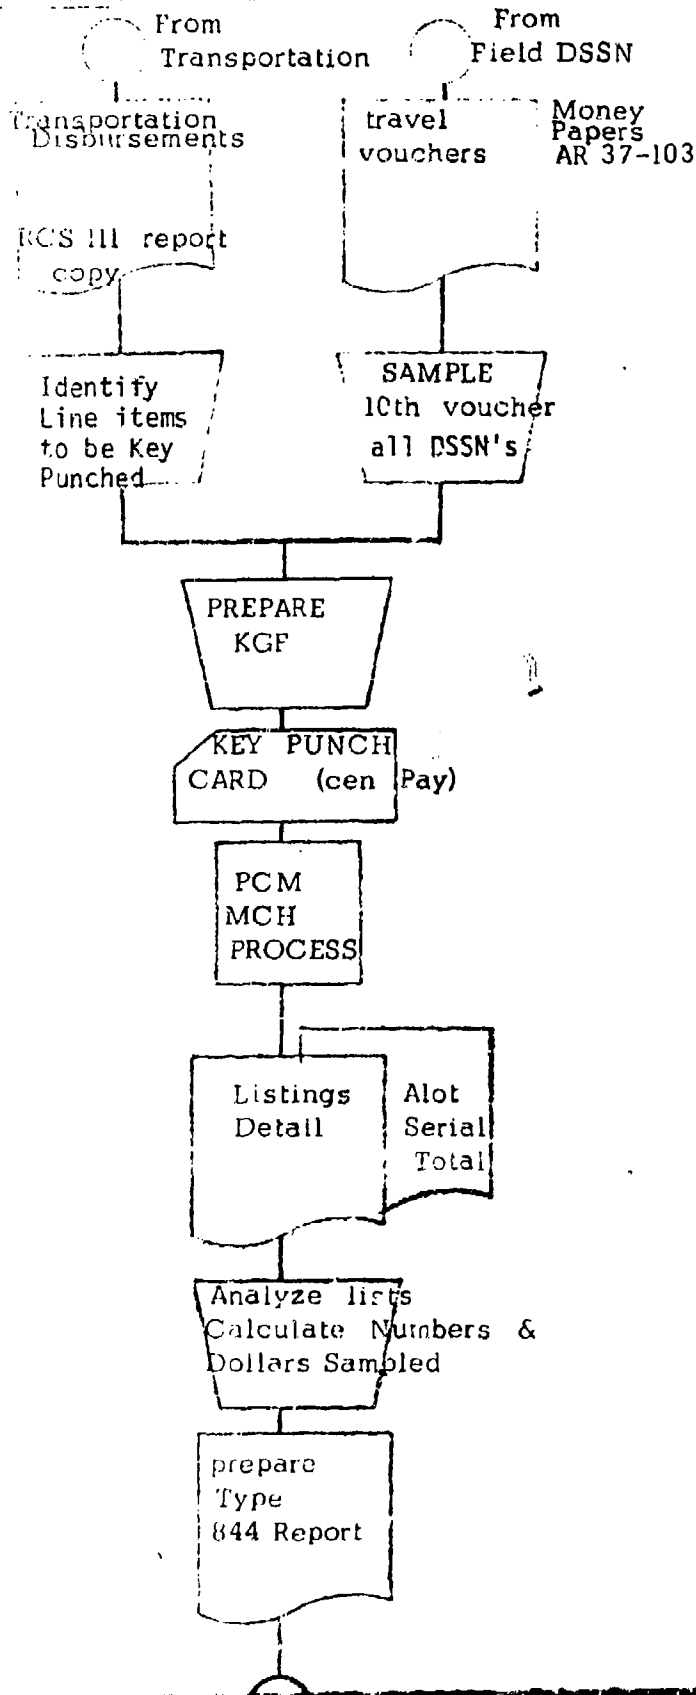 From
Transportation
From
Field DSSN
Transportation
Disbursements
RCS III report
copy
travel
vouchers
Money
Papers
AR 37-103
Identify
Line items
to be Key
Punched
SAMPLE
10th voucher
all DSSN's
PREPARE
KGF
KEY PUNCH
CARD (cen Pay)
PCM
MCH
PROCESS
Listings
Detail
Alot
Serial
Total
Analyze lists
Calculate Numbers &
Dollars Sampled
prepare
Type
844 Report